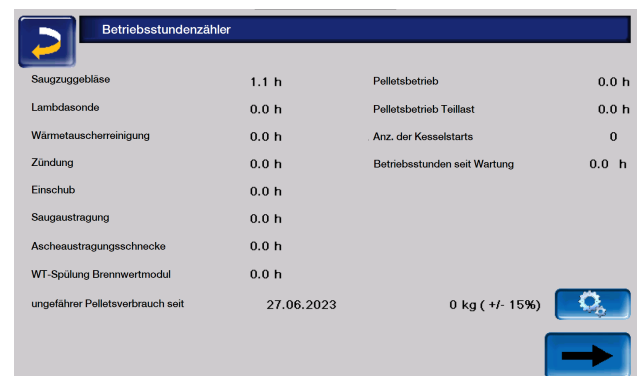 Betriebsstundenzähler
Saugzuggebläse 1.1 h Pelletsbetrieb 0.0 h
Lambdasonde 0.0 h Pelletsbetrieb Teillast 0.0 h
Wärmetauscherreinigung 0.0 h Anz. der Kesselstarts 0
Zündung 0.0 h Betriebsstunden seit Wartung 0.0 h
Einschub 0.0 h
Saugaustragung 0.0 h
Ascheaustragungsschnecke 0.0 h
WT-Spülung Brennwertmodul 0.0 h
ungefährer Pelletsverbrauch seit 27.06.2023 0 kg ( +/- 15%)